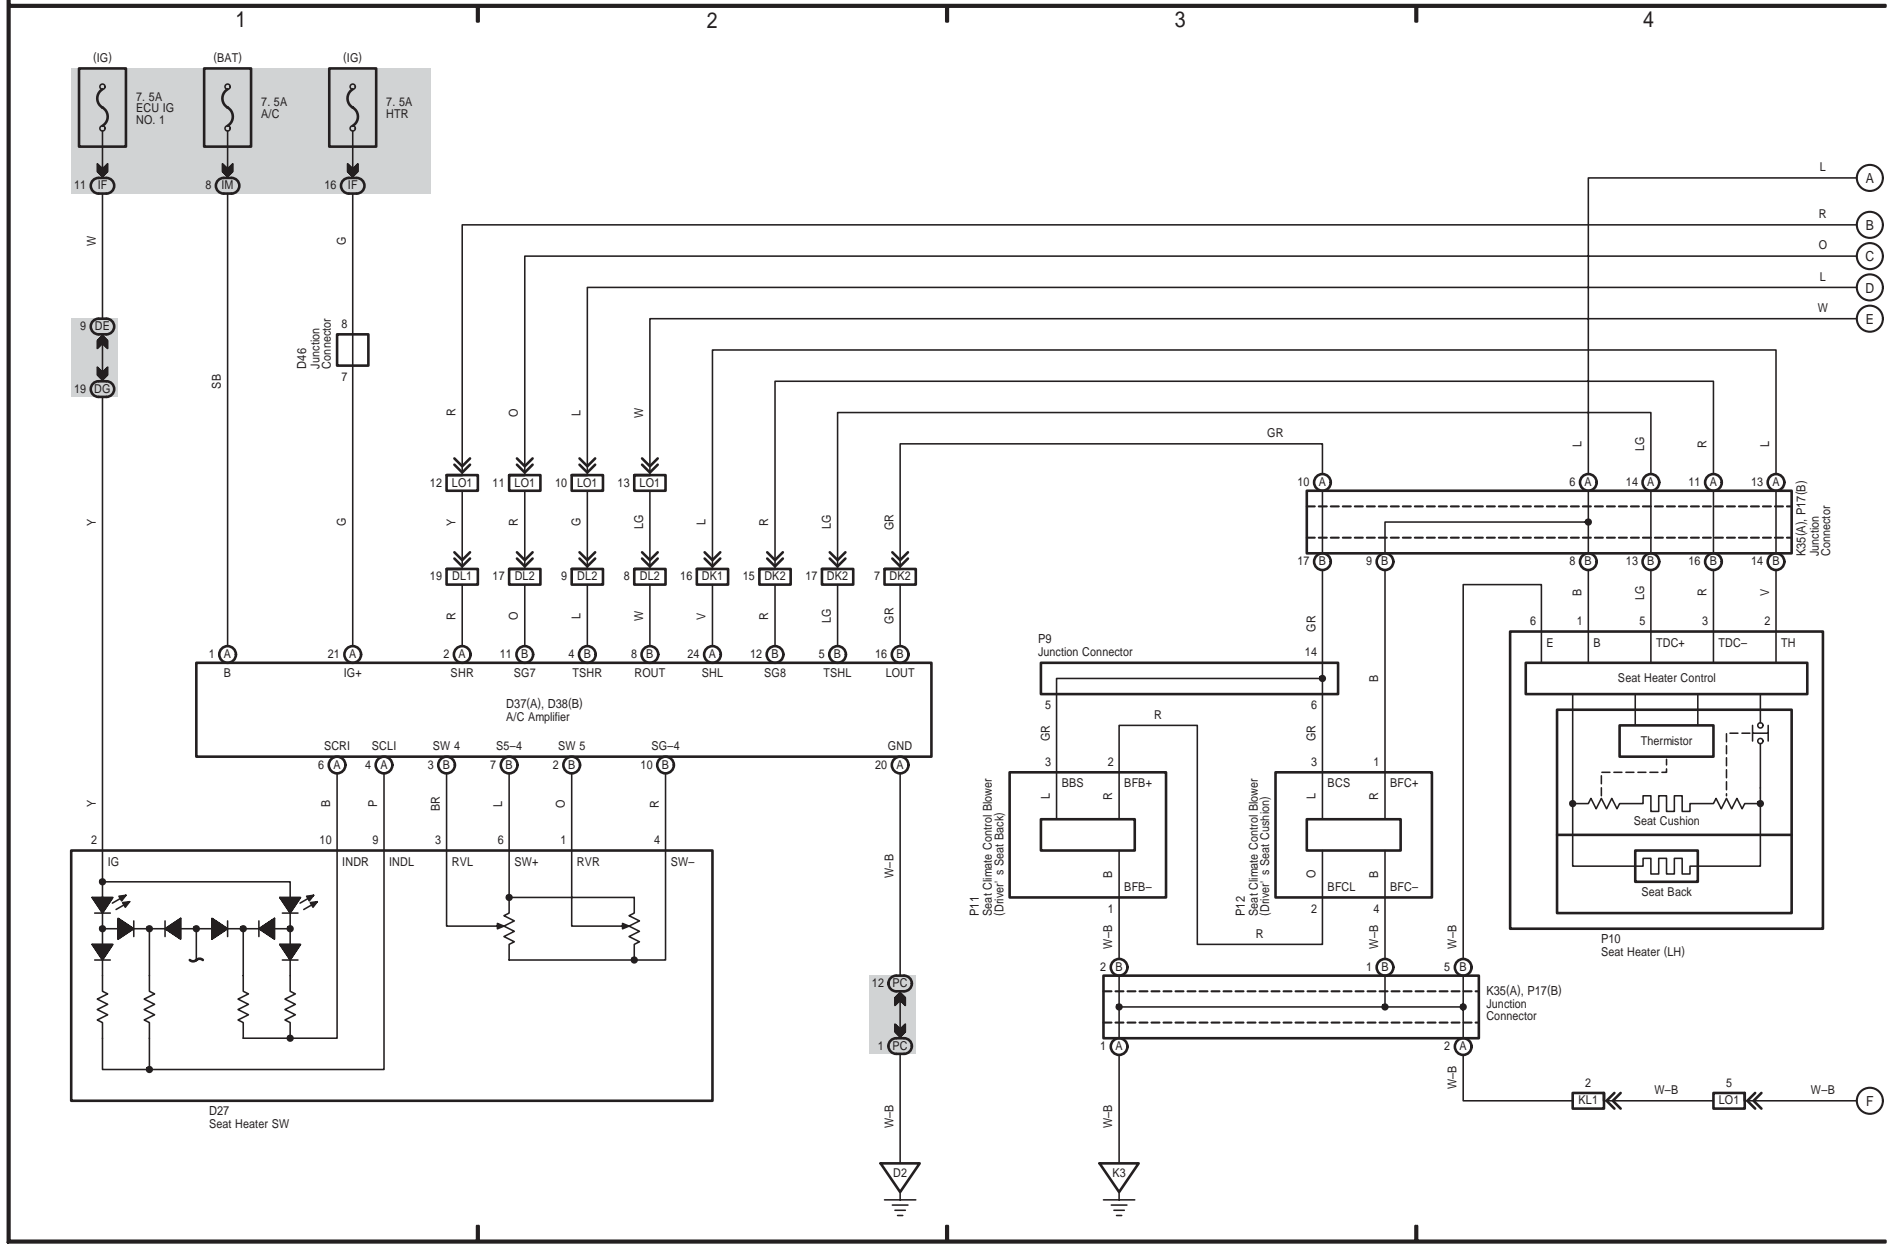 1 2 3 4
(IG) (BAT) (IG)
7. 5A
ECU IG
NO. 1
7. 5A
A/C
7. 5A
HTR
11 IF 8 IM 16 IF
L A
R B
W G
O C
L D
W E
9 DE
19 DG
8
D46
Junction
Connector
7
SB
R O L W
GR
L LG R L
12 LO1 11 LO1 10 LO1 13 LO1
10 A 6 A 14 A 11 A 13 A
K35(A), P17(B)
Junction
Connector
Y G Y R G LG L R LG GR
19 DL1 17 DL2 9 DL2 8 DL2 16 DK1 15 DK2 17 DK2 7 DK2
17 B 9 B 8 B 13 B 16 B 14 B
R O L W V R LG GR
GR B LG R V
1 A 21 A 2 A 11 B 4 B 8 B 24 A 12 B 5 B 16 B
B IG+ SHR SG7 TSHR ROUT SHL SG8 TSHL LOUT
D37(A), D38(B)
A/C Amplifier
SCRI SCLI SW 4 S5–4 SW 5 SG–4 GND
6 A 4 A 3 B 7 B 2 B 10 B 20 A
P9
Junction Connector
14
5 6
B
GR R GR
6 1 5 3 2
E B TDC+ TDC– TH
Seat Heater Control
Thermistor
Seat Cushion
Seat Back
P10
Seat Heater (LH)
3 2 3 1
BBS BFB+ BCS BFC+
L R L R
P11
Seat Climate Control Blower
(Driver' s Seat Back)
P12
Seat Climate Control Blower
(Driver' s Seat Cushion)
B O B
BFB– BFCL BFC–
1 2 4
R
Y B P BR L O R
2 10 9 3 6 1 4
IG INDR INDL RVL SW+ RVR SW–
W–B
W–B W–B W–B
2 B 1 B 5 B
K35(A), P17(B)
Junction
Connector
12 PC
1 PC
1 A 2 A
W–B
2 5
KL1 W–B LO1 W–B F
D27
Seat Heater SW
W–B W–B
D2 K3